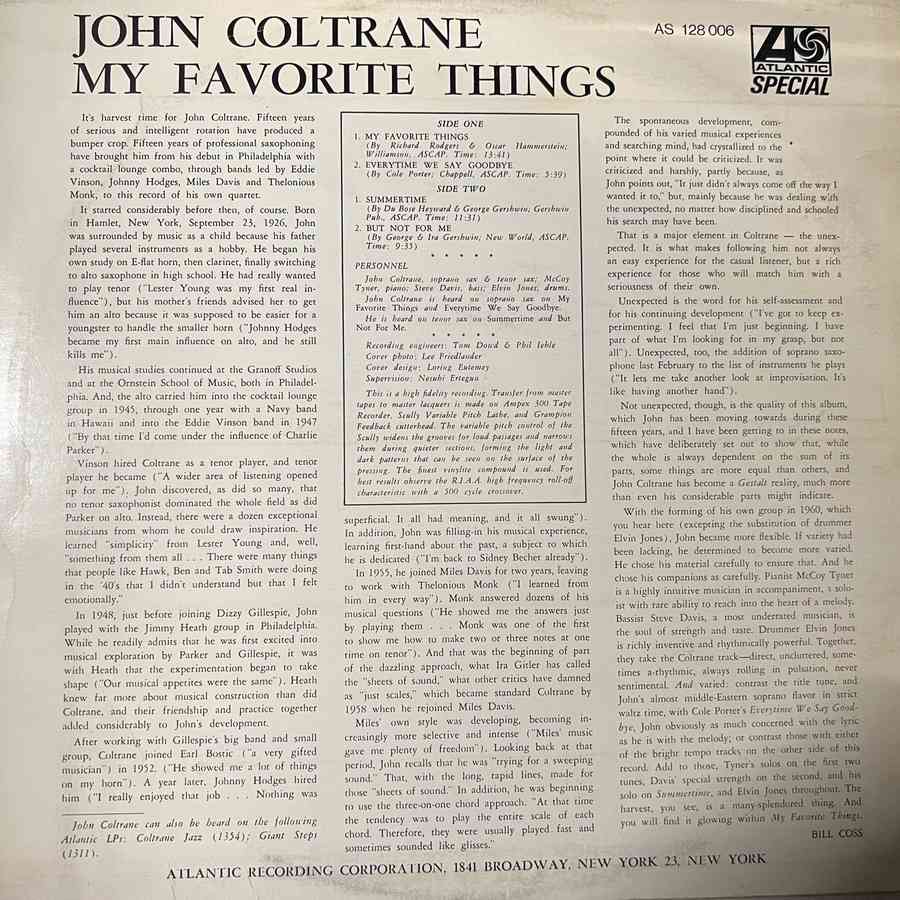 JOHN COLTRANE
MY FAVORITE THINGS
AS 128 006
ATLANTIC
SPECIAL
It's harvest time for John Coltrane. Fifteen years
of serious and intelligent rotation have produced a
bumper crop. Fifteen years of professional saxophoning
have brought him from his debut in Philadelphia with
a cocktail lounge combo, through bands led by Eddie
Vinson, Johnny Hodges, Miles Davis and Thelonious
Monk, to this record of his own quartet.
It started considerably before then, of course. Born
in Hamler, New York, September 23, 1926, John
was surrounded by music as a child because his father
played several instruments as a hobby. He began his
own study on E-flat horn, then clarinet, finally switching
to alto saxophone in high school. He had really wanted
to play tenor ("Lester Young was my first real in-
fluence"), but his mother's friends advised her to get
him an alto because it was supposed to be easier for a
youngster to handle the smaller horn ("Johnny Hodges
became my first main influence on alto, and he still
kills me").
His musical studies continued at the Granoff Studios
and at the Ornstein School of Music, both in Philadel-
phia. And, the alto carried him into the cocktail lounge
group in 1945, through one year with a Navy band
in Hawaii and into the Eddie Vinson band in 1947
("By that time I'd come under the influence of Charlie
Parker").
Vinson hired Coltrane as a tenor player, and tenor
player he became ("A wider area of listening opened
up for me"). John discovered, as did so many, that
no tenor saxophonist dominated the whole field as did
Parker on alto. Instead, there were a dozen exceptional
musicians from whom he could draw inspiration. He
learned "simplicity" from Lester Young and, well,
"something from them all . . . There were many things
that people like Hawk, Ben and Tab Smith were doing
in the '40's that I didn't understand but that I felt
emotionally."
In 1948, just before joining Dizzy Gillespie, John
played with the Jimmy Heath group in Philadelphia.
While he readily admits that he was first excited into
musical exploration by Parker and Gillespie, it was
with Heath that the experimentation began to take
shape ("Our musical appetites were the same"). Heath
knew far more about musical construction than did
Coltrane, and their friendship and practice together
added considerably to John's development.
After working with Gillespie's big band and small
group, Coltrane joined Earl Bostic ("a very gifted
musician") in 1952. ("He showed me a lot of things
on my horn"). A year later, Johnny Hodges hired
him ("I really enjoyed that job . . . Nothing was
John Coltrane can also be heard on the following
Atlantic LPs: Coltrane Jazz (1354); Giant Steps
(1311).
SIDE ONE
1. MY FAVORITE THINGS
(By Richard Rodgers & Oscar Hammerstein;
Williamson, ASCAP. Time: 13:41)
2. EVERYTIME WE SAY GOODBYE
(By Cole Porter; Chappell, ASCAP. Time: 5:39)
SIDE TWO
1. SUMMERTIME
(By Du Bose Heyward & George Gershwin; Gershwin
Pub., ASCAP. Time: 11:31)
2. BUT NOT FOR ME
(By George & Ira Gershwin; New World, ASCAP.
Time: 9:35)
* * * * *
PERSONNEL
John Coltrane, soprano sax & tenor sax; McCoy
Tyner, piano; Steve Davis, bass; Elvin Jones, drums.
John Coltrane is heard on soprano sax on My
Favorite Things and Everytime We Say Goodbye.
He is heard on tenor sax on Summertime and But
Not For Me.
* * * * *
Recording engineers: Tom Dowd & Phil Iehle
Cover photo: Lee Friedlander
Cover design: Loring Eutemey
Supervision: Nesuhi Ertegun
This is a high fidelity recording. Transfer from master
tapes to master lacquers is made on Ampex 300 Tape
Recorder, Scully Variable Pitch Lathe, and Grampion
Feedback cutterhead. The variable pitch control of the
Scully widens the grooves for loud passages and narrows
them during quieter sections, forming the light and
dark patterns that can be seen on the surface of the
pressing. The finest vinylite compound is used. For
best results observe the R.I.A.A. high frequency roll-off
characteristic with a 500 cycle crossover.
superficial. It all had meaning, and it all swung").
In addition, John was filling-in his musical experience,
learning first-hand about the past, a subject to which
he is dedicated ("I'm back to Sidney Bechet already").
In 1955, he joined Miles Davis for two years, leaving
to work with Thelonious Monk ("I learned from
him in every way"). Monk answered dozens of his
musical questions ("He showed me the answers just
by playing them . . . Monk was one of the first
to show me how to make two or three notes at one
time on tenor"). And that was the beginning of part
of the dazzling approach, what Ira Gitler has called
the "sheets of sound," what other critics have damned
as "just scales," which became standard Coltrane by
1958 when he rejoined Miles Davis.
Miles' own style was developing, becoming in-
creasingly more selective and intense ("Miles' music
gave me plenty of freedom"). Looking back at that
period, John recalls that he was "trying for a sweeping
sound." That, with the long, rapid lines, made for
those "sheets of sound." In addition, he was beginning
to use the three-on-one chord approach. "At that time
the tendency was to play the entire scale of each
chord. Therefore, they were usually played fast and
sometimes sounded like glisses."
The spontaneous development, com-
pounded of his varied musical experiences
and searching mind, had crystallized to the
point where it could be criticized. It was
criticized and harshly, partly because, as
John points out, "It just didn't always come off the way I
wanted it to," but, mainly because he was dealing with
the unexpected, no matter how disciplined and schooled
his search may have been.
That is a major element in Coltrane — the unex-
pected. It is what makes following him not always
an easy experience for the casual listener, but a rich
experience for those who will match him with a
seriousness of their own.
Unexpected is the word for his self-assessment and
for his continuing development ("I've got to keep ex-
perimenting. I feel that I'm just beginning. I have
part of what I'm looking for in my grasp, but not
all"). Unexpected, too, the addition of soprano saxo-
phone last February to the list of instruments he plays
("It lets me take another look at improvisation. It's
like having another hand").
Not unexpected, though, is the quality of this album,
which John has been moving towards during these
fifteen years, and I have been getting to in these notes,
which have deliberately set out to show that, while
the whole is always dependent on the sum of its
parts, some things are more equal than others, and
John Coltrane has become a Gestalt reality, much more
than even his considerable parts might indicate.
With the forming of his own group in 1960, which
you hear here (excepting the substitution of drummer
Elvin Jones), John became more flexible. If variety had
been lacking, he determined to become more varied.
He chose his material carefully to ensure that. And he
chose his companions as carefully. Pianist McCoy Tyner
is a highly intuitive musician in accompaniment, a solo-
ist with rare ability to reach into the heart of a melody.
Bassist Steve Davis, a most underrated musician, is
the soul of strength and taste. Drummer Elvin Jones
is richly inventive and rhythmically powerful. Together,
they take the Coltrane track—direct, uncluttered, some-
times a-rhythmic, always rolling in pulsation, never
sentimental. And varied: contrast the title tune, and
John's almost middle-Eastern soprano flavor in strict
waltz time, with Cole Porter's Everytime We Say Good-
bye, John obviously as much concerned with the lyric
as he is with the melody; or contrast those with either
of the bright tempo tracks on the other side of this
record. Add to those, Tyner's solos on the first two
tunes, Davis' special strength on the second, and his
solo on Summertime, and Elvin Jones throughout. The
harvest, you see, is a many-splendured thing. And
you will find it glowing within My Favorite Things.
BILL COSS
ATLANTIC RECORDING CORPORATION, 1841 BROADWAY, NEW YORK 23, NEW YORK